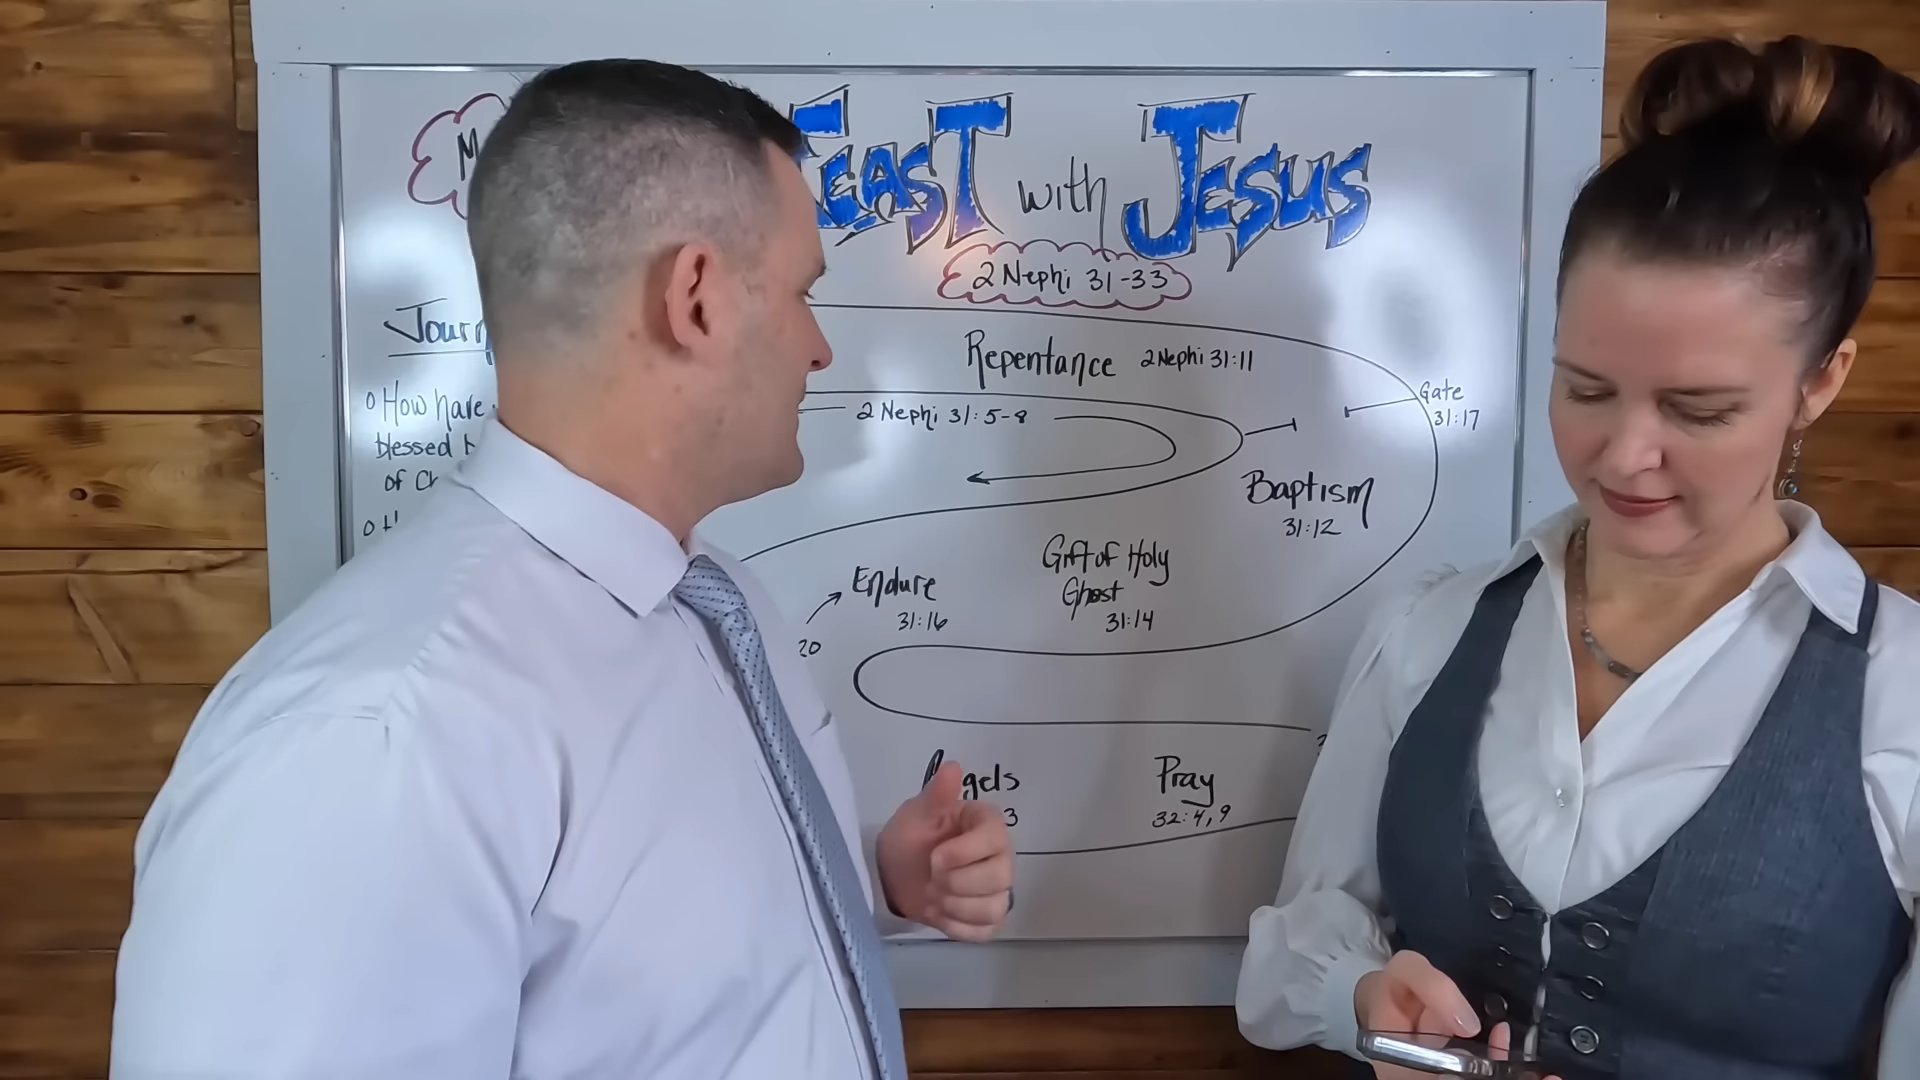 Feast with Jesus
2 Nephi 31-33
Repentance 2 Nephi 31:11
Gate
31:17
How have
2 Nephi 31:5-8
blessed
of
Baptism
31:12
Gift of Holy
Ghost
31:14
Endure
31:16
20
Pray
32:4,9